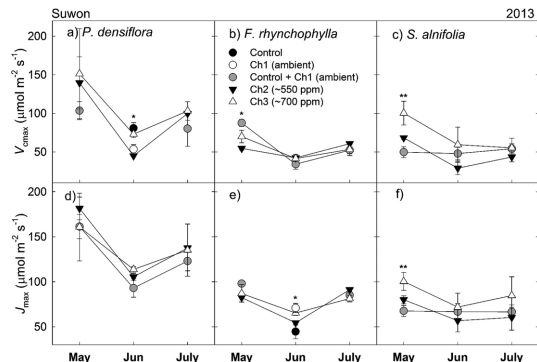 Suwon 2013
a) P. densiflora
b) F. rhynchophylla
c) S. alnifolia
Control
Ch1 (ambient)
Control + Ch1 (ambient)
Ch2 (~550 ppm)
Ch3 (~700 ppm)
200
150
100
50
Vcmax (μmol m⁻² s⁻¹)
*
*
**
d)
e)
f)
200
150
100
50
Jmax (μmol m⁻² s⁻¹)
*
**
May Jun July May Jun July May Jun July